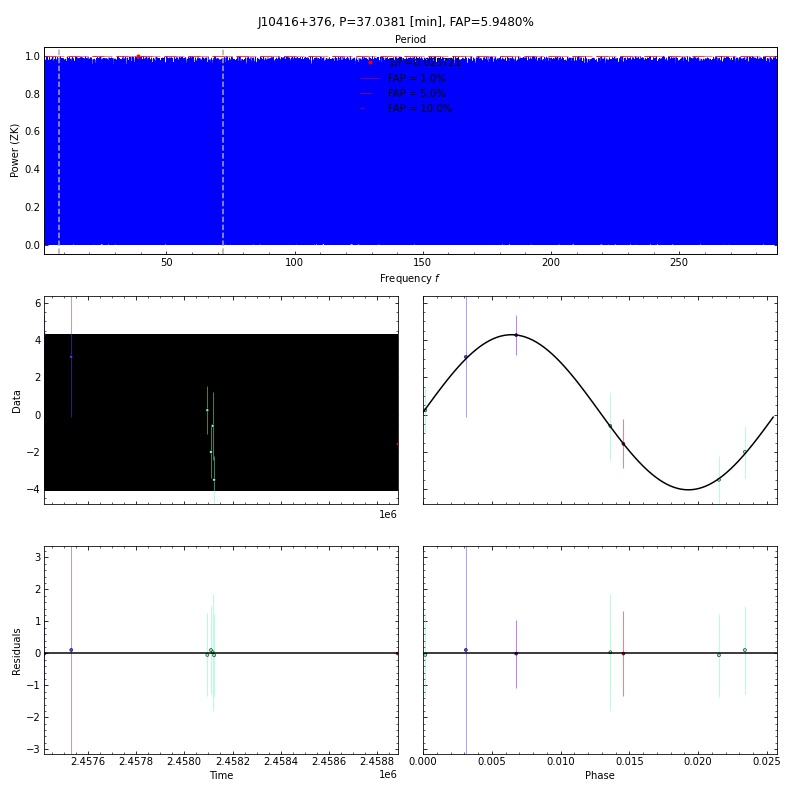 J10416+376, P=37.0381 [min], FAP=5.9480%
Period
1.0
0.8
0.6
0.4
0.2
0.0
Power (ZK)
FAP = 1.0%
FAP = 5.0%
FAP = 10.0%
50 100 150 200 250
Frequency f
6
4
2
0
−2
−4
Data
1e6
3
2
1
0
−1
−2
−3
Residuals
2.4576 2.4578 2.4580 2.4582 2.4584 2.4586 2.4588
1e6
Time
0.000 0.005 0.010 0.015 0.020 0.025
Phase